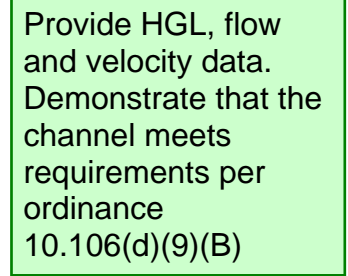 Provide HGL, flow
and velocity data.
Demonstrate that the
channel meets
requirements per
ordinance
10.106(d)(9)(B)